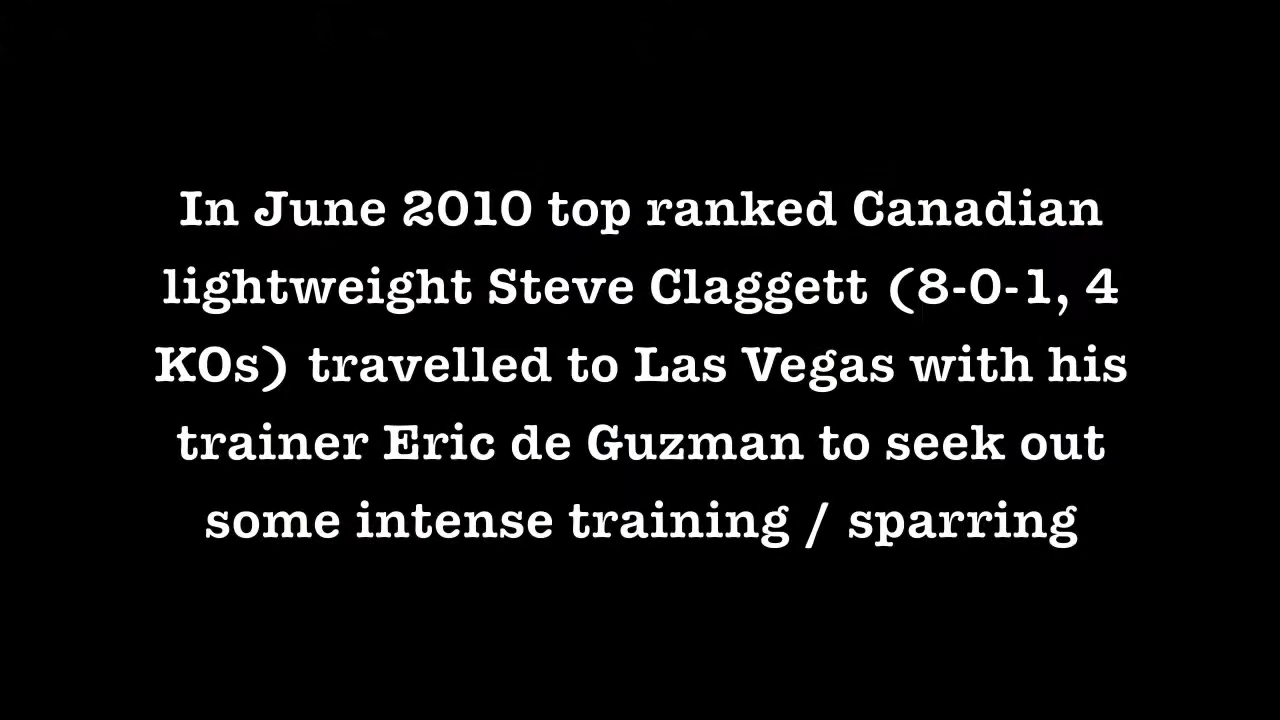 In June 2010 top ranked Canadian
lightweight Steve Claggett (8-0-1, 4
KOs) travelled to Las Vegas with his
trainer Eric de Guzman to seek out
some intense training / sparring